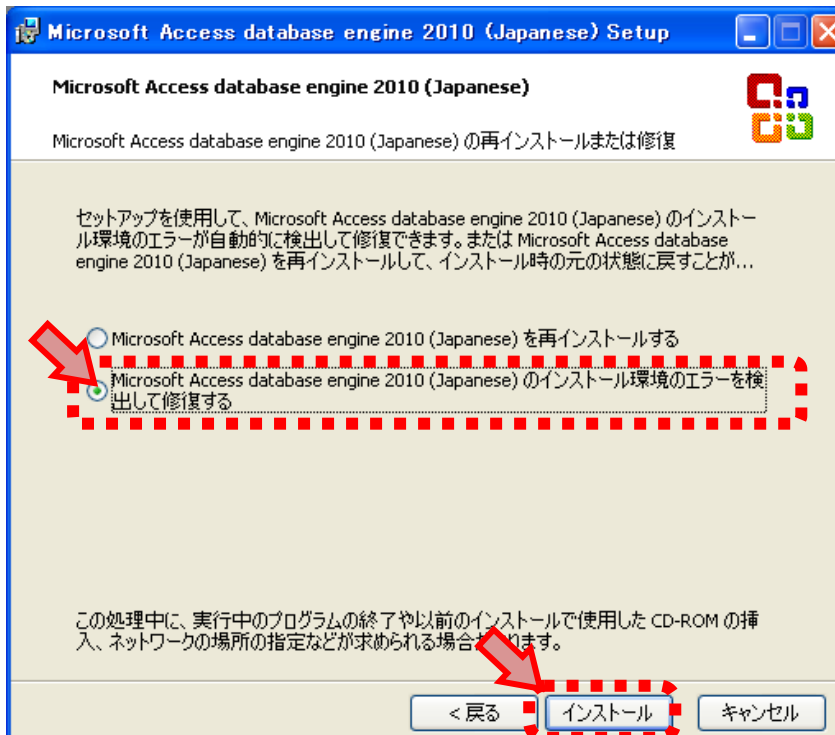 Microsoft Access database engine 2010 (Japanese) Setup
Microsoft Access database engine 2010 (Japanese)
Microsoft Access database engine 2010 (Japanese) の再インストールまたは修復
セットアップを使用して、Microsoft Access database engine 2010 (Japanese) のインストー
ル環境のエラーが自動的に検出して修復できます。または Microsoft Access database
engine 2010 (Japanese) を再インストールして、インストール時の元の状態に戻すことが...
Microsoft Access database engine 2010 (Japanese) を再インストールする
Microsoft Access database engine 2010 (Japanese) のインストール環境のエラーを検
出して修復する
この処理中に、実行中のプログラムの終了や以前のインストールで使用した CD-ROM の挿
入、ネットワークの場所の指定などが求められる場合があります。
< 戻る インストール キャンセル